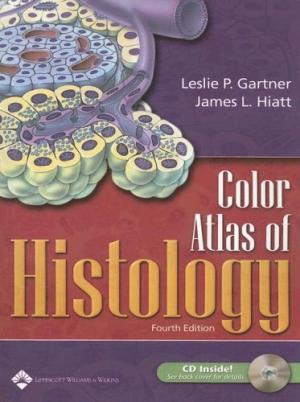 Leslie P. Gartner
James L. Hiatt
Color
Atlas of
Histology
Fourth Edition
CD Inside!
See back cover for details
LIPPINCOTT WILLIAMS & WILKINS